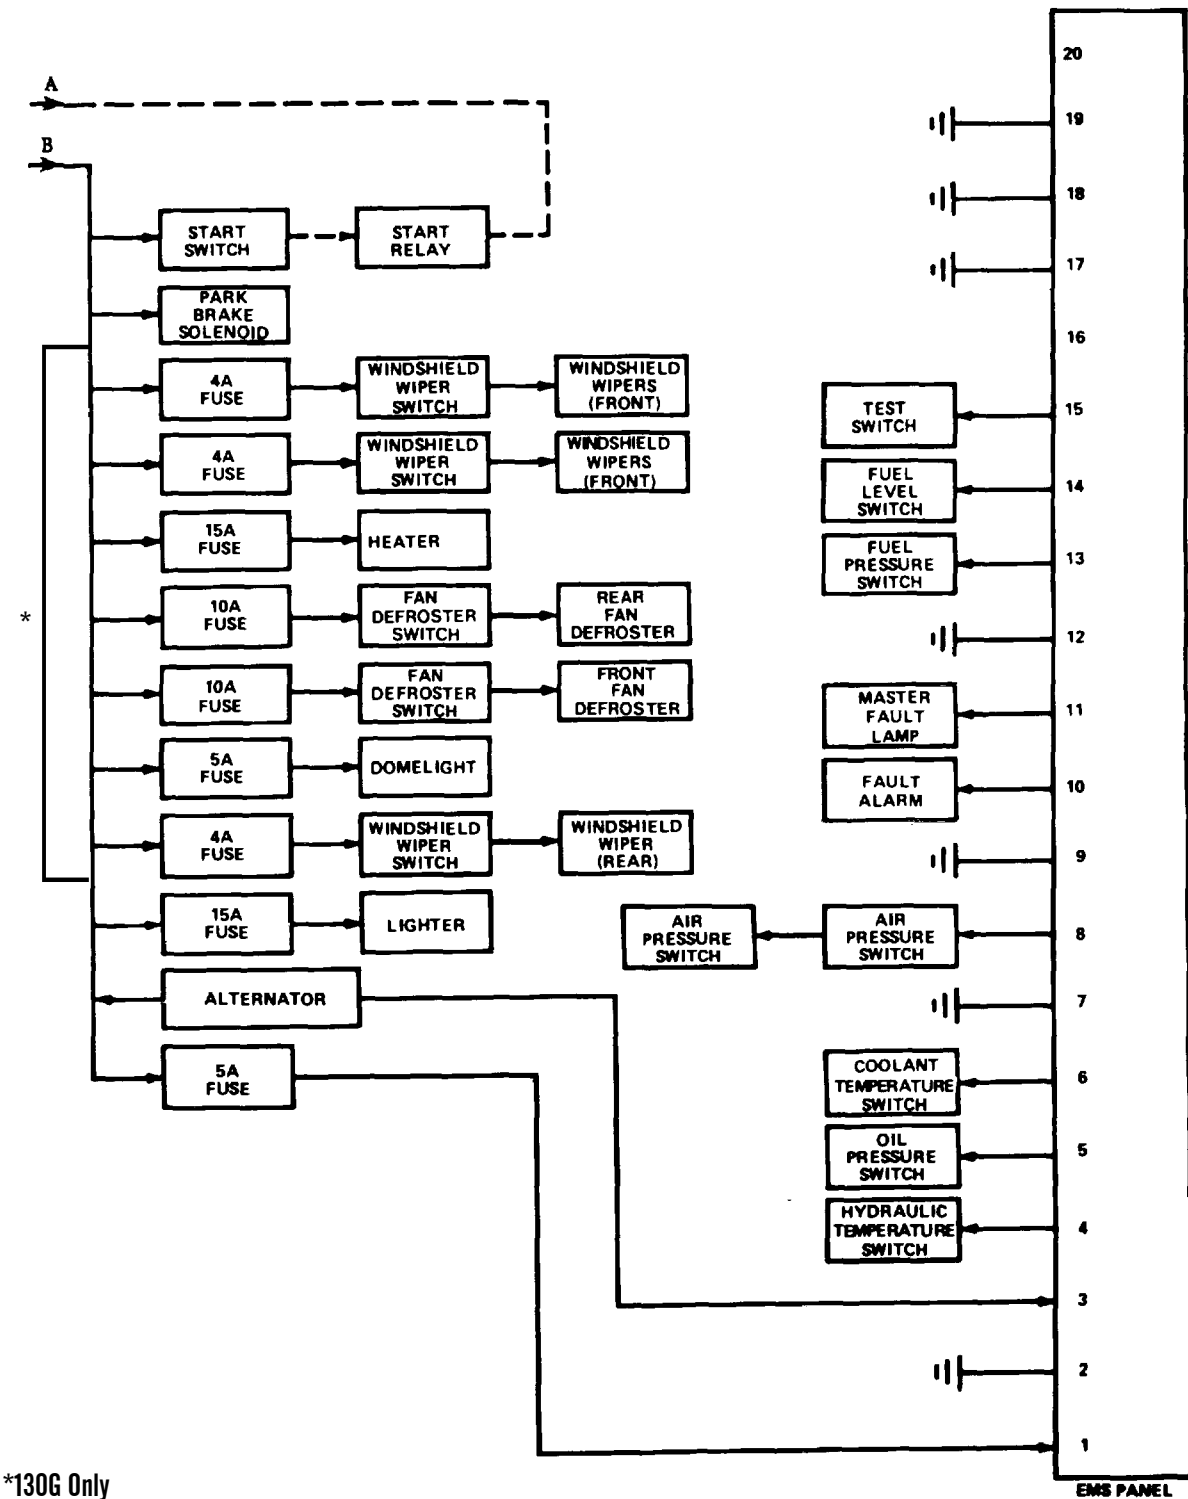 A
B
START
SWITCH
START
RELAY
PARK
BRAKE
SOLENOID
4A
FUSE
WINDSHIELD
WIPER
SWITCH
WINDSHIELD
WIPERS
(FRONT)
4A
FUSE
WINDSHIELD
WIPER
SWITCH
WINDSHIELD
WIPERS
(FRONT)
15A
FUSE
HEATER
*
10A
FUSE
FAN
DEFROSTER
SWITCH
REAR
FAN
DEFROSTER
10A
FUSE
FAN
DEFROSTER
SWITCH
FRONT
FAN
DEFROSTER
5A
FUSE
DOMELIGHT
4A
FUSE
WINDSHIELD
WIPER
SWITCH
WINDSHIELD
WIPER
(REAR)
15A
FUSE
LIGHTER
ALTERNATOR
5A
FUSE
20
19
18
17
16
TEST
SWITCH
15
FUEL
LEVEL
SWITCH
14
FUEL
PRESSURE
SWITCH
13
12
MASTER
FAULT
LAMP
11
FAULT
ALARM
10
9
AIR
PRESSURE
SWITCH
AIR
PRESSURE
SWITCH
8
7
COOLANT
TEMPERATURE
SWITCH
6
OIL
PRESSURE
SWITCH
5
HYDRAULIC
TEMPERATURE
SWITCH
4
3
2
1
EMS PANEL
*130G Only